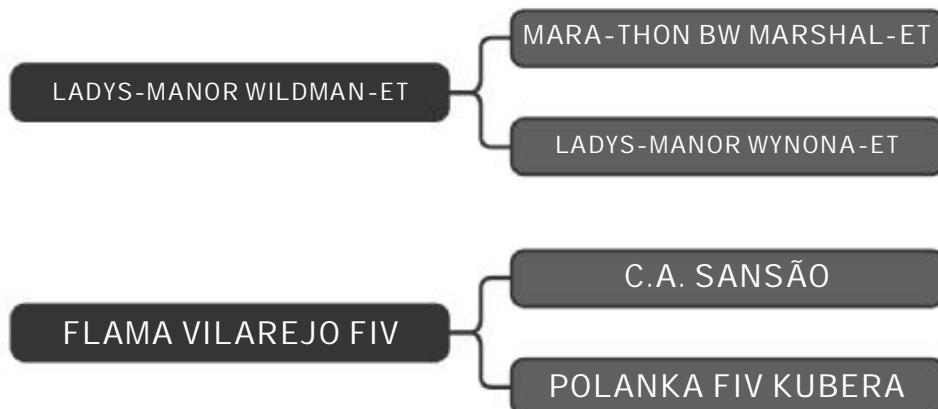 MARA-THON BW MARSHAL-ET
LADYS-MANOR WILDMAN-ET
LADYS-MANOR WYNONA-ET
C.A. SANSÃO
FLAMA VILAREJO FIV
POLANKA FIV KUBERA